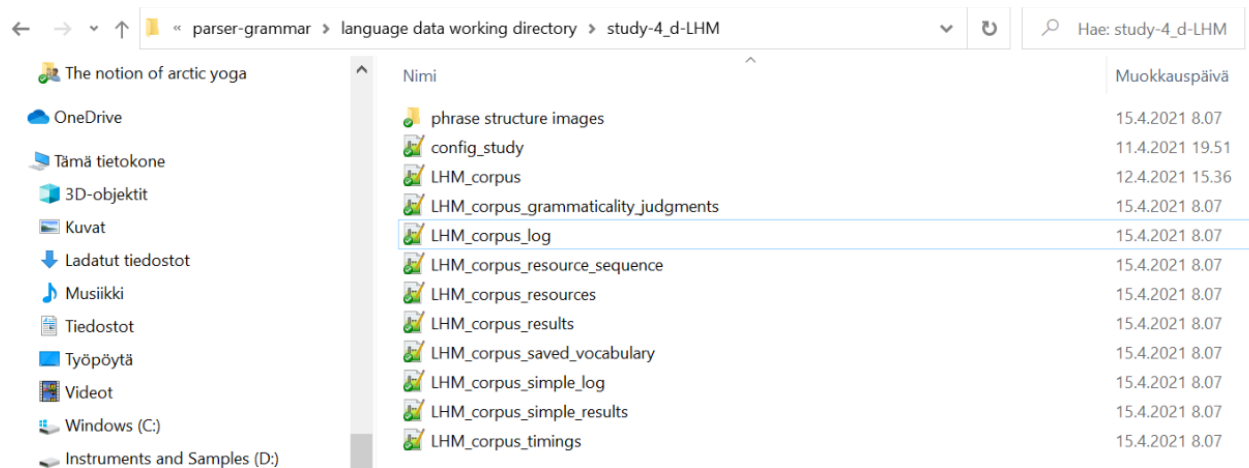 « parser-grammar > language data working directory > study-4_d-LHM
Hae: study-4_d-LHM
The notion of arctic yoga
OneDrive
Tämä tietokone
3D-objektit
Kuvat
Ladatut tiedostot
Musiikki
Tiedostot
Työpöytä
Videot
Windows (C:)
Instruments and Samples (D:)
Nimi Muokkauspäivä
phrase structure images 15.4.2021 8.07
config_study 11.4.2021 19.51
LHM_corpus 12.4.2021 15.36
LHM_corpus_grammaticality_judgments 15.4.2021 8.07
LHM_corpus_log 15.4.2021 8.07
LHM_corpus_resource_sequence 15.4.2021 8.07
LHM_corpus_resources 15.4.2021 8.07
LHM_corpus_results 15.4.2021 8.07
LHM_corpus_saved_vocabulary 15.4.2021 8.07
LHM_corpus_simple_log 15.4.2021 8.07
LHM_corpus_simple_results 15.4.2021 8.07
LHM_corpus_timings 15.4.2021 8.07